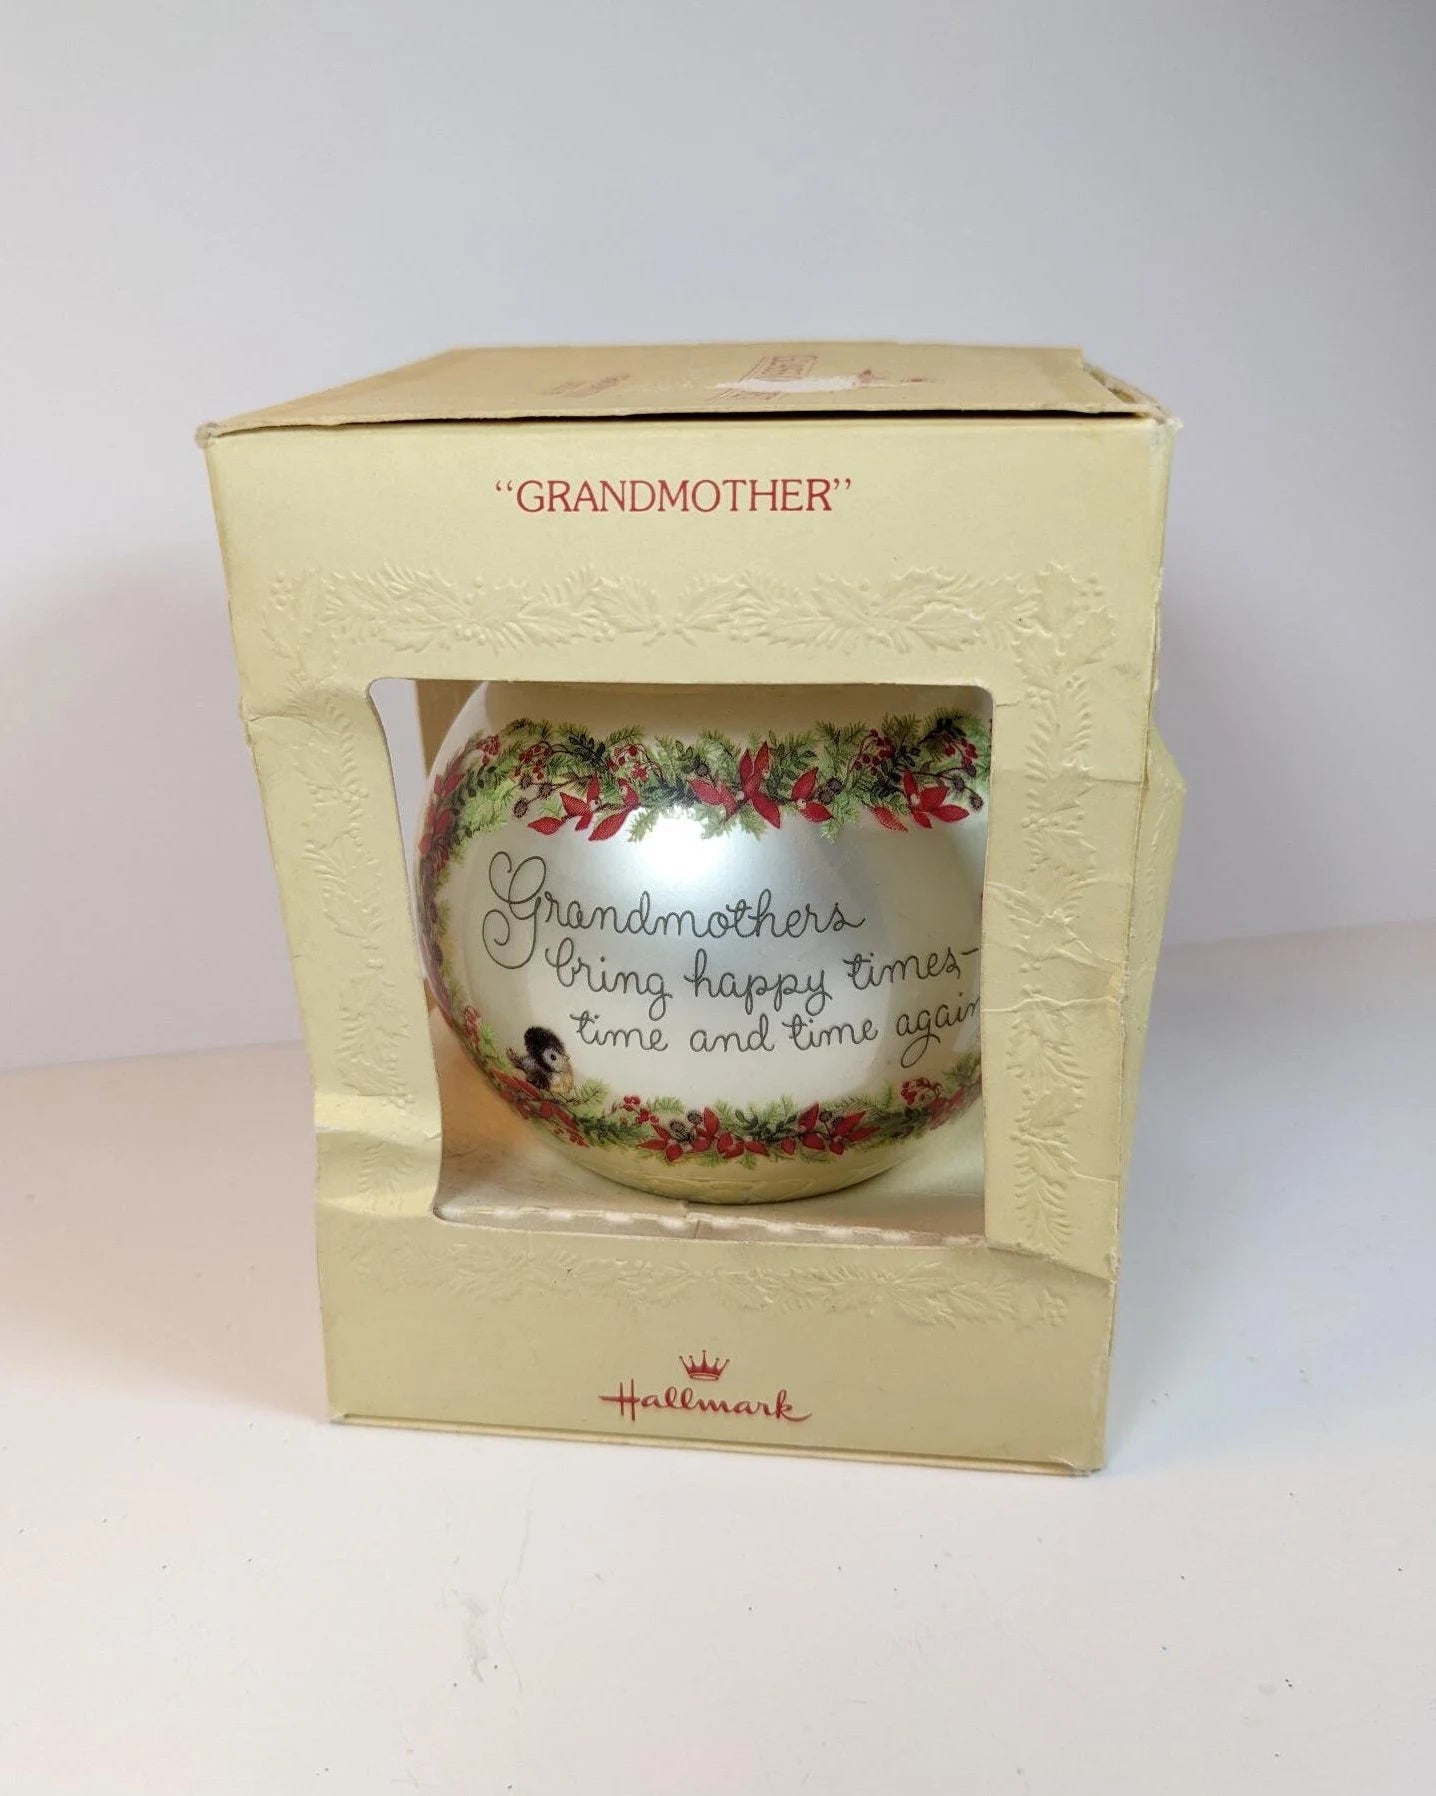 “GRANDMOTHER”
Grandmothers
bring happy times–
time and time again
Hallmark